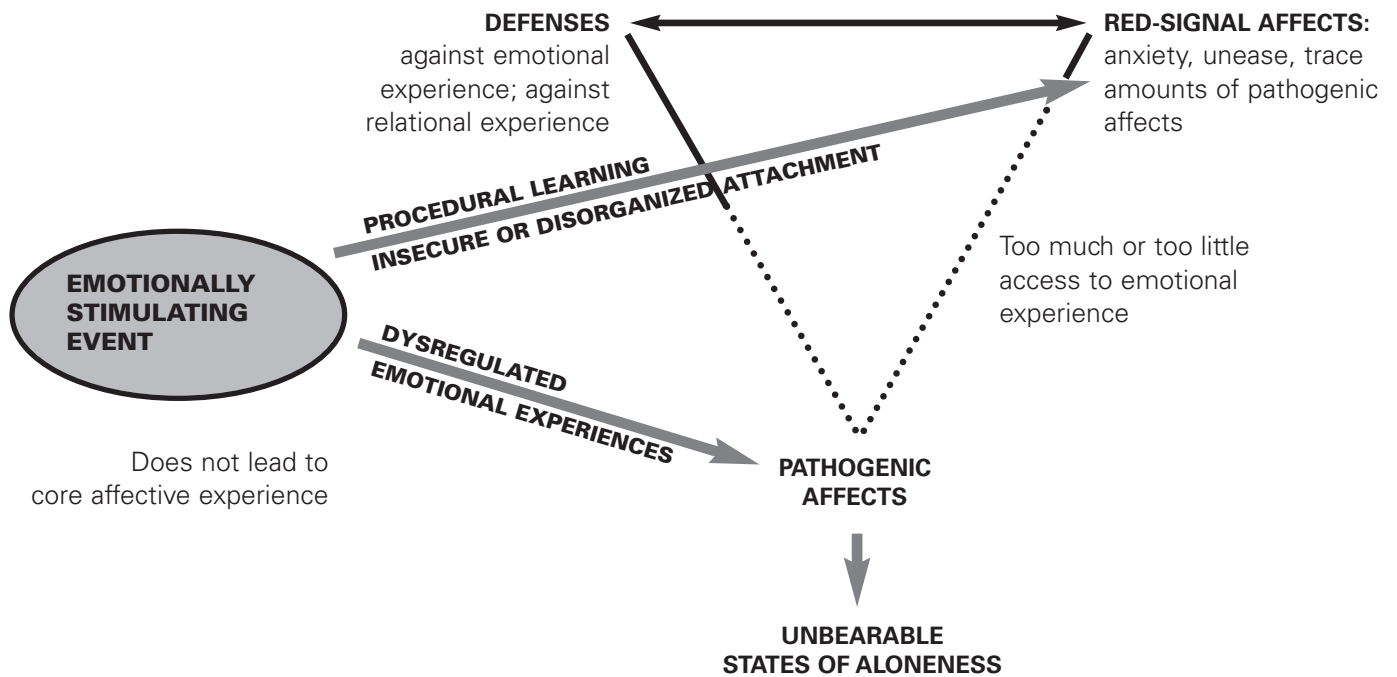 DEFENSES
against emotional
experience; against
relational experience
RED-SIGNAL AFFECTS:
anxiety, unease, trace
amounts of pathogenic
affects
PROCEDURAL LEARNING
INSECURE OR DISORGANIZED ATTACHMENT
Too much or too little
access to emotional
experience
EMOTIONALLY
STIMULATING
EVENT
DYSREGULATED
EMOTIONAL EXPERIENCES
Does not lead to
core affective experience
PATHOGENIC
AFFECTS
UNBEARABLE
STATES OF ALONENESS